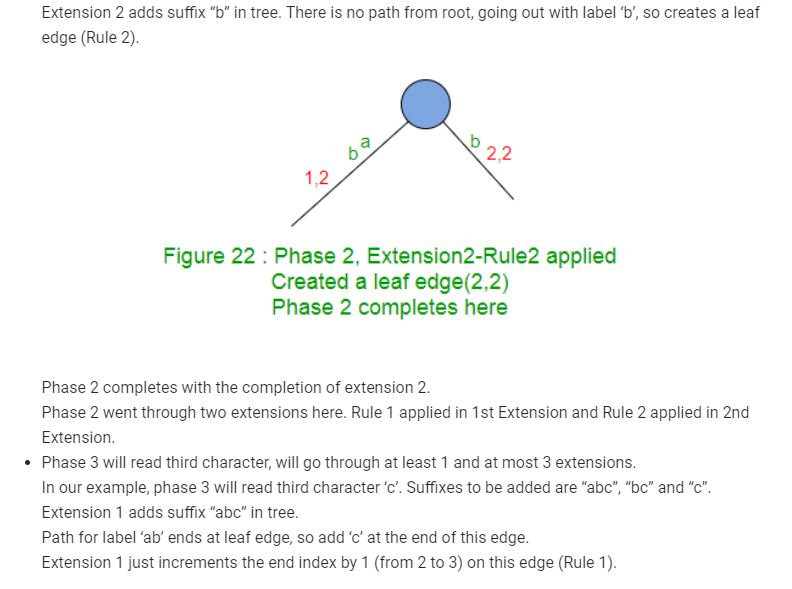 Extension 2 adds suffix “b” in tree. There is no path from root, going out with label ‘b’, so creates a leaf
edge (Rule 2).
a
b
1,2
b
2,2
Figure 22 : Phase 2, Extension2-Rule2 applied
Created a leaf edge(2,2)
Phase 2 completes here
Phase 2 completes with the completion of extension 2.
Phase 2 went through two extensions here. Rule 1 applied in 1st Extension and Rule 2 applied in 2nd
Extension.
• Phase 3 will read third character, will go through at least 1 and at most 3 extensions.
In our example, phase 3 will read third character ‘c’. Suffixes to be added are “abc”, “bc” and “c”.
Extension 1 adds suffix “abc” in tree.
Path for label ‘ab’ ends at leaf edge, so add ‘c’ at the end of this edge.
Extension 1 just increments the end index by 1 (from 2 to 3) on this edge (Rule 1).